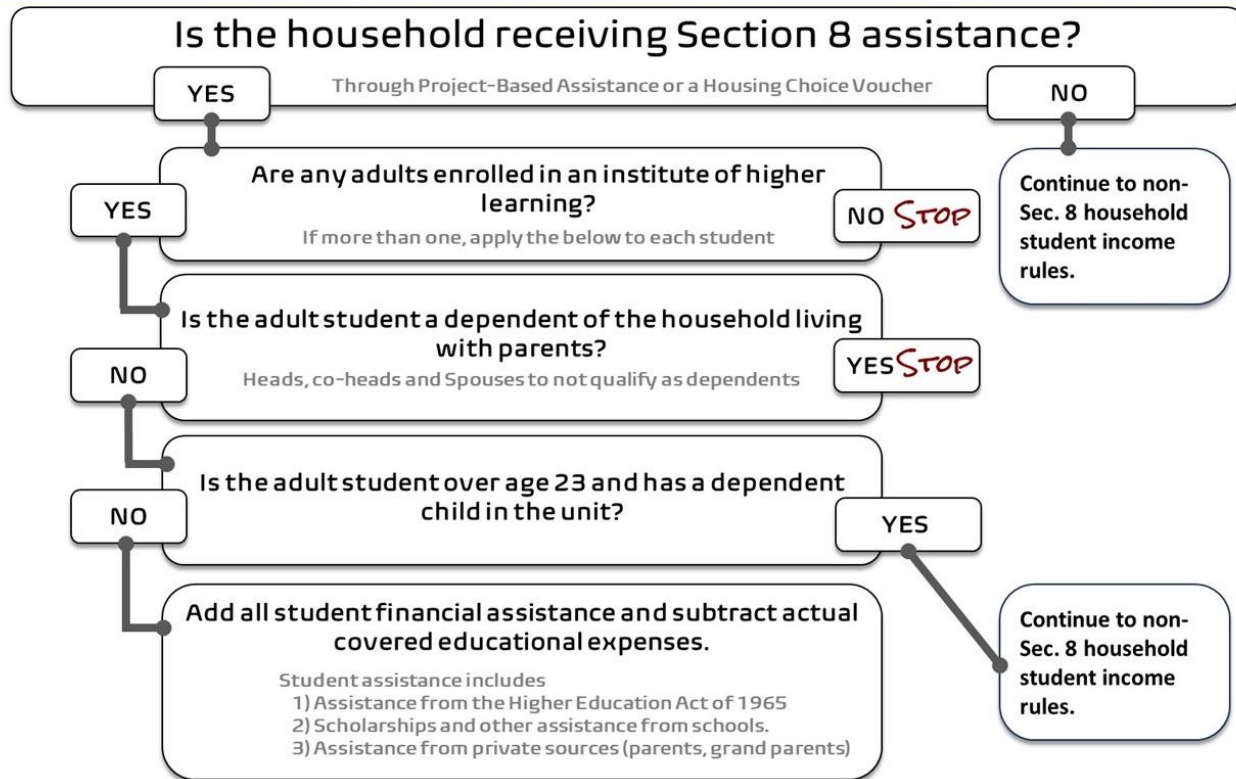 Is the household receiving Section 8 assistance?
Through Project-Based Assistance or a Housing Choice Voucher
YES
NO
Are any adults enrolled in an institute of higher
learning?
If more than one, apply the below to each student
YES
NO STOP
Continue to non-
Sec. 8 household
student income
rules.
Is the adult student a dependent of the household living
with parents?
Heads, co-heads and Spouses to not qualify as dependents
NO
YES STOP
Is the adult student over age 23 and has a dependent
child in the unit?
NO
YES
Add all student financial assistance and subtract actual
covered educational expenses.
Student assistance includes
1) Assistance from the Higher Education Act of 1965
2) Scholarships and other assistance from schools.
3) Assistance from private sources (parents, grand parents)
Continue to non-
Sec. 8 household
student income
rules.